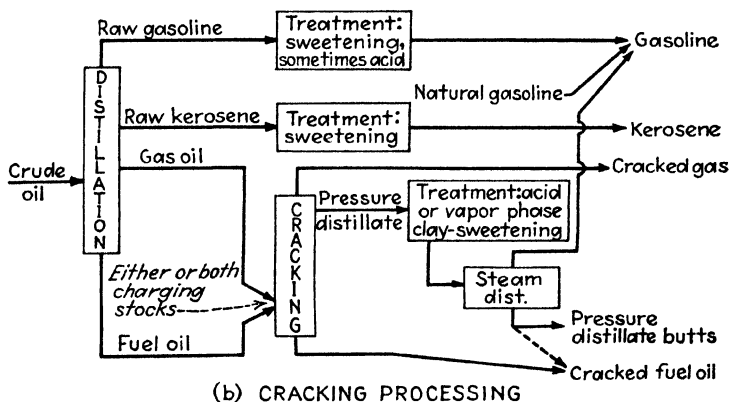 Raw gasoline
Treatment:
sweetening,
sometimes acid
Gasoline
Natural gasoline
DISTILLATION
Raw kerosene
Treatment:
sweetening
Kerosene
Crude
oil
Gas oil
Cracked gas
CRACKING
Pressure
distillate
Treatment:acid
or vapor phase
clay-sweetening
Either or both
charging
stocks
Steam
dist.
Fuel oil
Pressure
distillate butts
Cracked fuel oil
(b) CRACKING PROCESSING